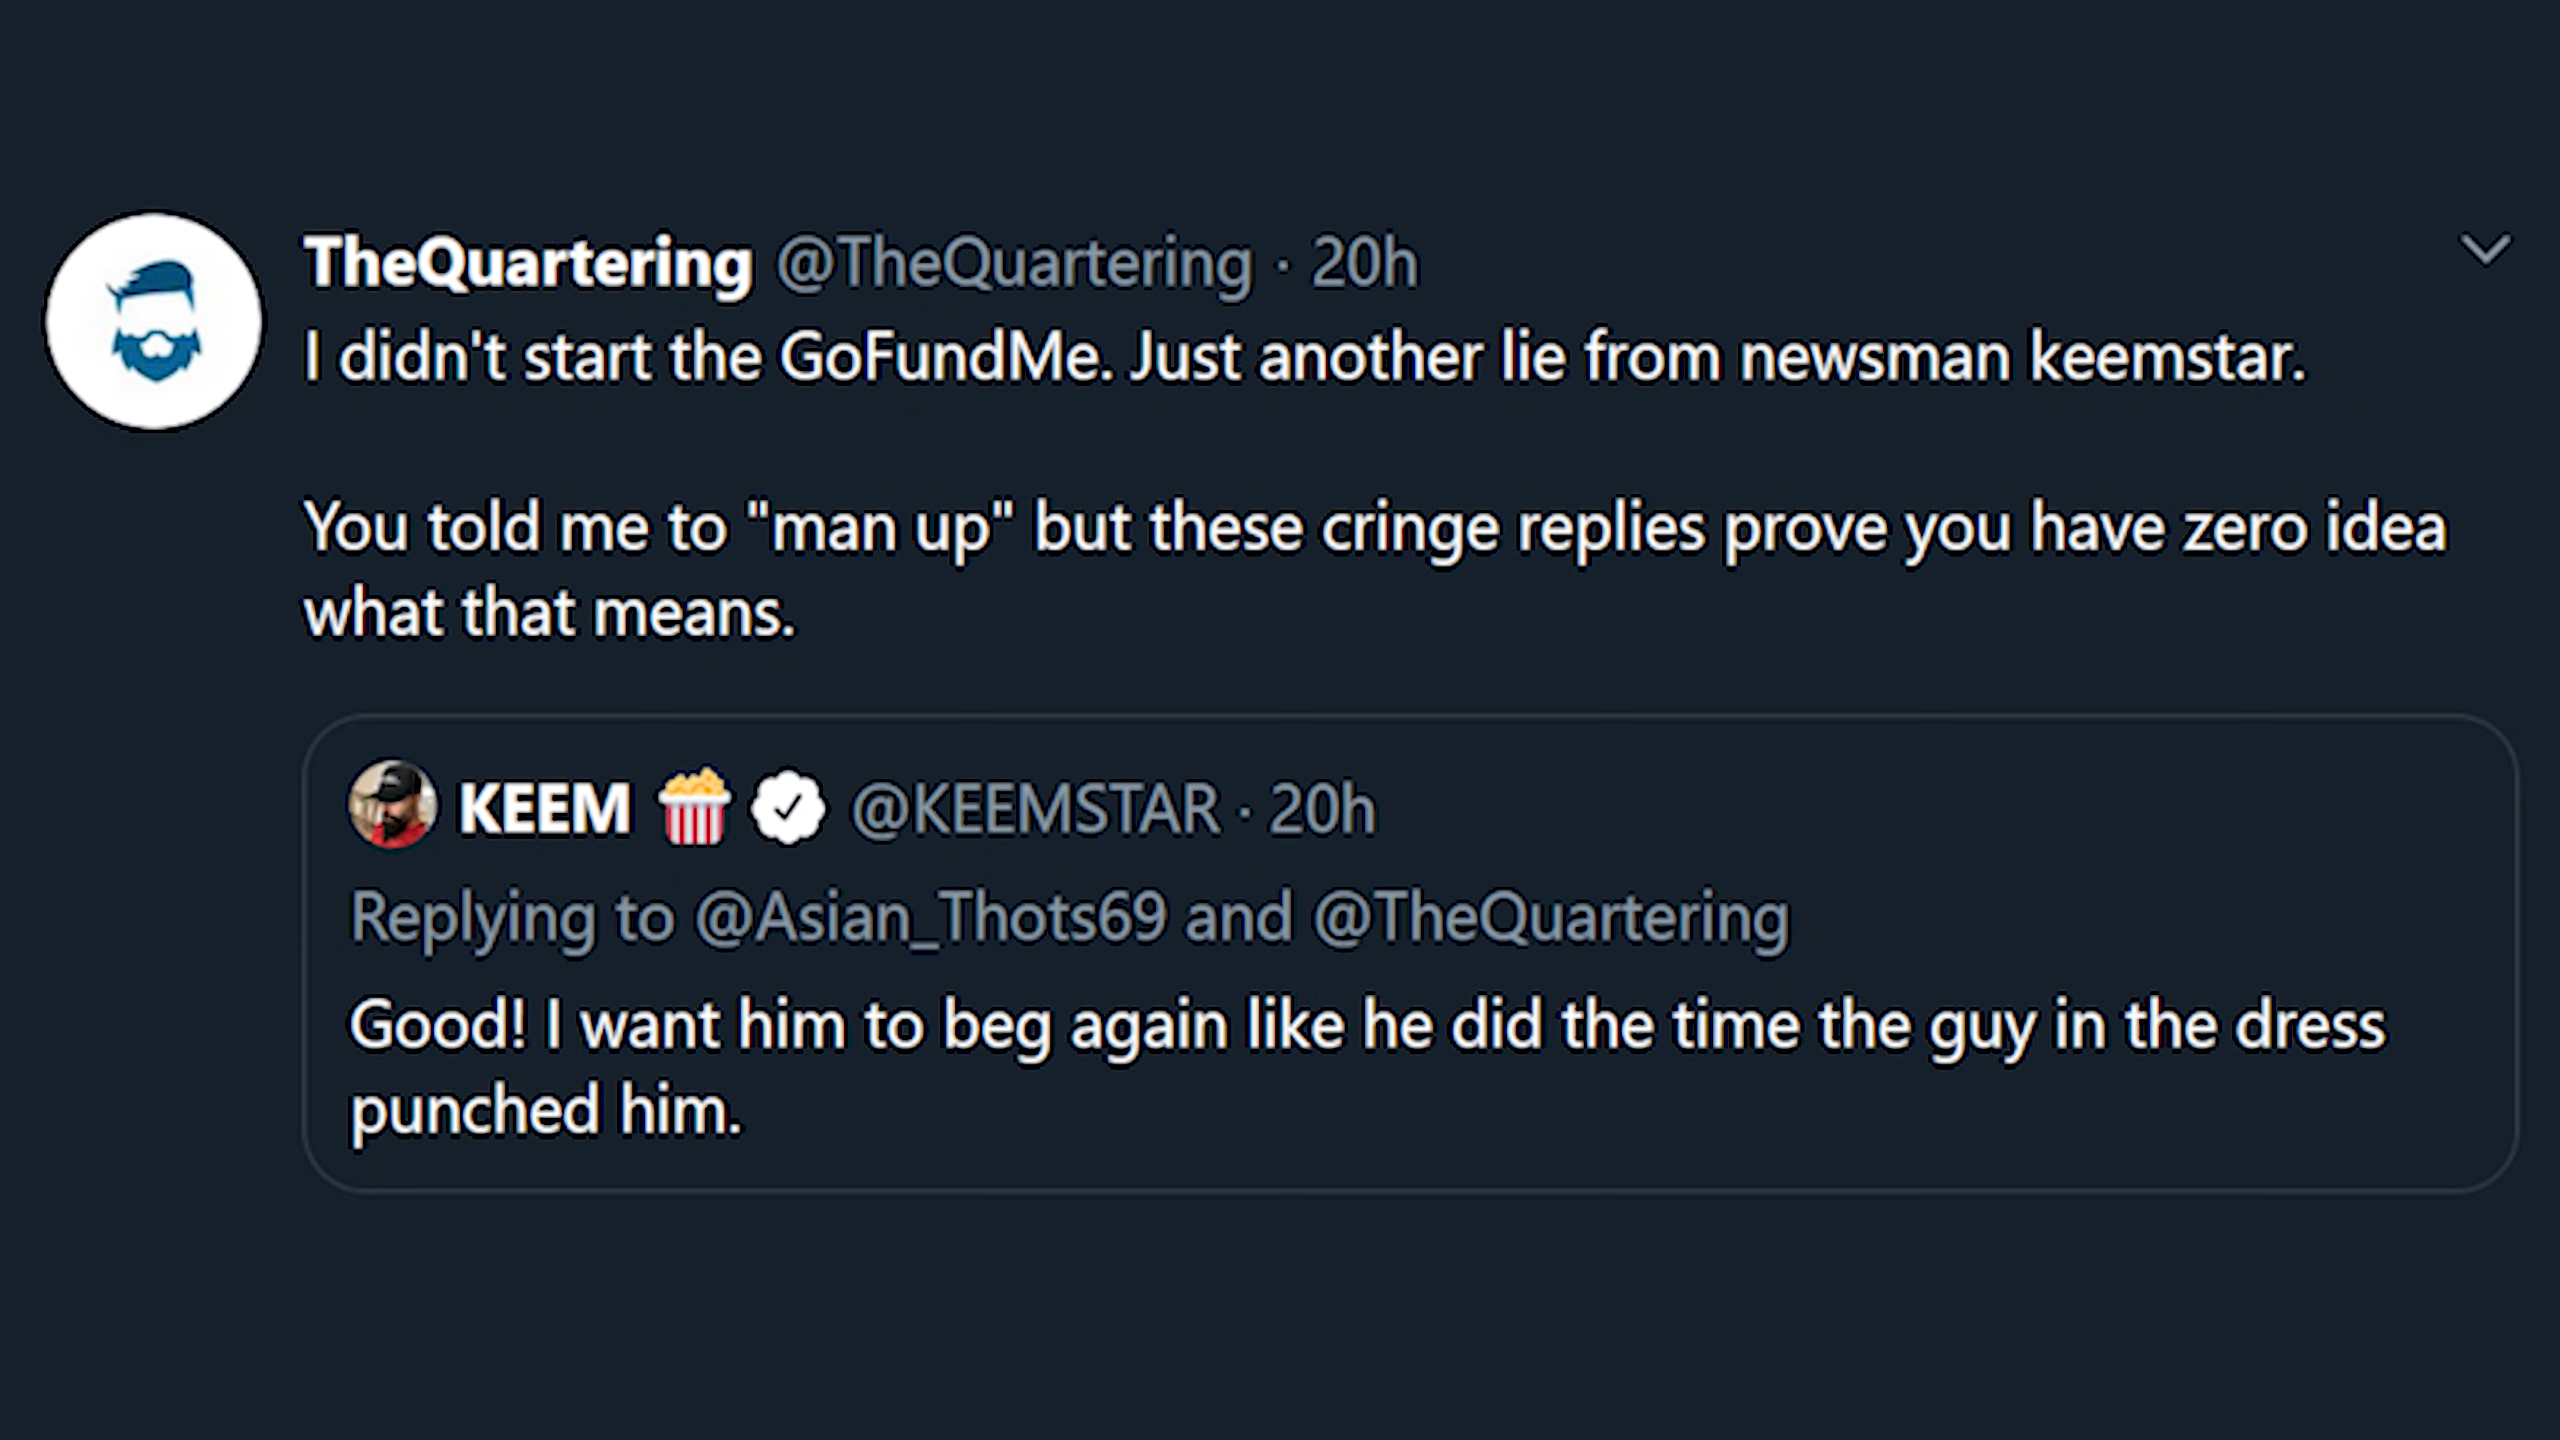 TheQuartering @TheQuartering · 20h
I didn't start the GoFundMe. Just another lie from newsman keemstar.
You told me to "man up" but these cringe replies prove you have zero idea
what that means.
KEEM 🍿 @KEEMSTAR · 20h
Replying to @Asian_Thots69 and @TheQuartering
Good! I want him to beg again like he did the time the guy in the dress
punched him.